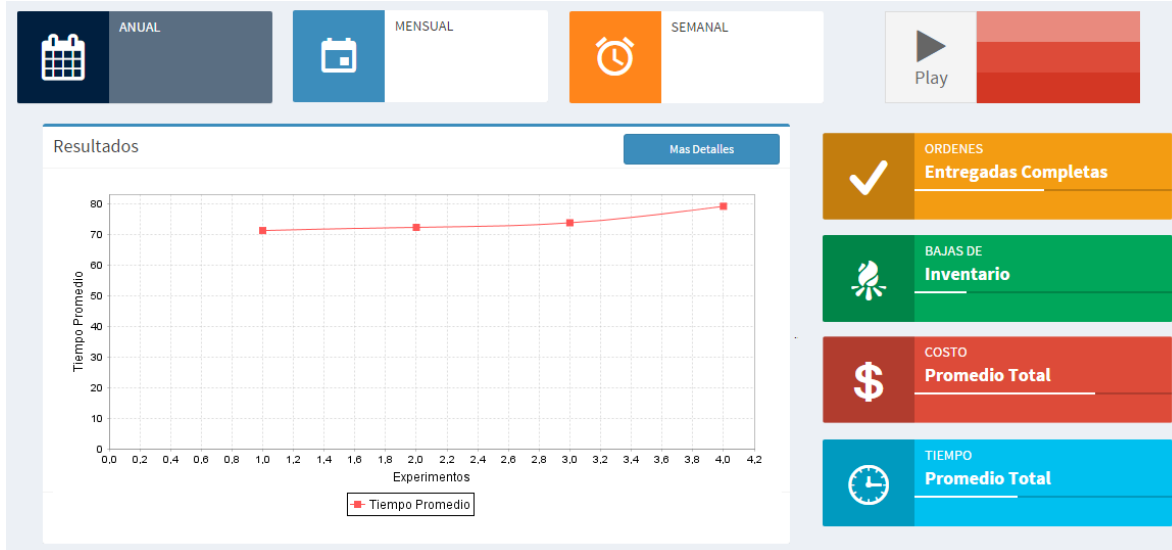 ANUAL
MENSUAL
SEMANAL
Play
Resultados
Mas Detalles
80
70
60
50
40
30
20
10
0
Tiempo Promedio
0,0 0,2 0,4 0,6 0,8 1,0 1,2 1,4 1,6 1,8 2,0 2,2 2,4 2,6 2,8 3,0 3,2 3,4 3,6 3,8 4,0 4,2
Experimentos
Tiempo Promedio
ORDENES
Entregadas Completas
BAJAS DE
Inventario
COSTO
Promedio Total
TIEMPO
Promedio Total